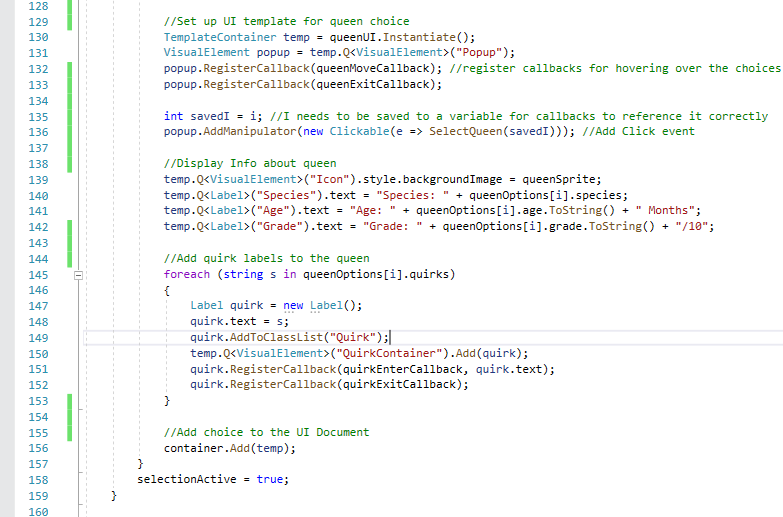 128
129 //Set up UI template for queen choice
130 TemplateContainer temp = queenUI.Instantiate();
131 VisualElement popup = temp.Q<VisualElement>("Popup");
132 popup.RegisterCallback(queenMoveCallback); //register callbacks for hovering over the choices
133 popup.RegisterCallback(queenExitCallback);
134
135 int savedI = i; //I needs to be saved to a variable for callbacks to reference it correctly
136 popup.AddManipulator(new Clickable(e => SelectQueen(savedI))); //Add Click event
137
138 //Display Info about queen
139 temp.Q<VisualElement>("Icon").style.backgroundImage = queenSprite;
140 temp.Q<Label>("Species").text = "Species: " + queenOptions[i].species;
141 temp.Q<Label>("Age").text = "Age: " + queenOptions[i].age.ToString() + " Months";
142 temp.Q<Label>("Grade").text = "Grade: " + queenOptions[i].grade.ToString() + "/10";
143
144 //Add quirk labels to the queen
145 foreach (string s in queenOptions[i].quirks)
146 {
147 Label quirk = new Label();
148 quirk.text = s;
149 quirk.AddToClassList("Quirk");
150 temp.Q<VisualElement>("QuirkContainer").Add(quirk);
151 quirk.RegisterCallback(quirkEnterCallback, quirk.text);
152 quirk.RegisterCallback(quirkExitCallback);
153 }
154
155 //Add choice to the UI Document
156 container.Add(temp);
157 }
158 selectionActive = true;
159 }
160